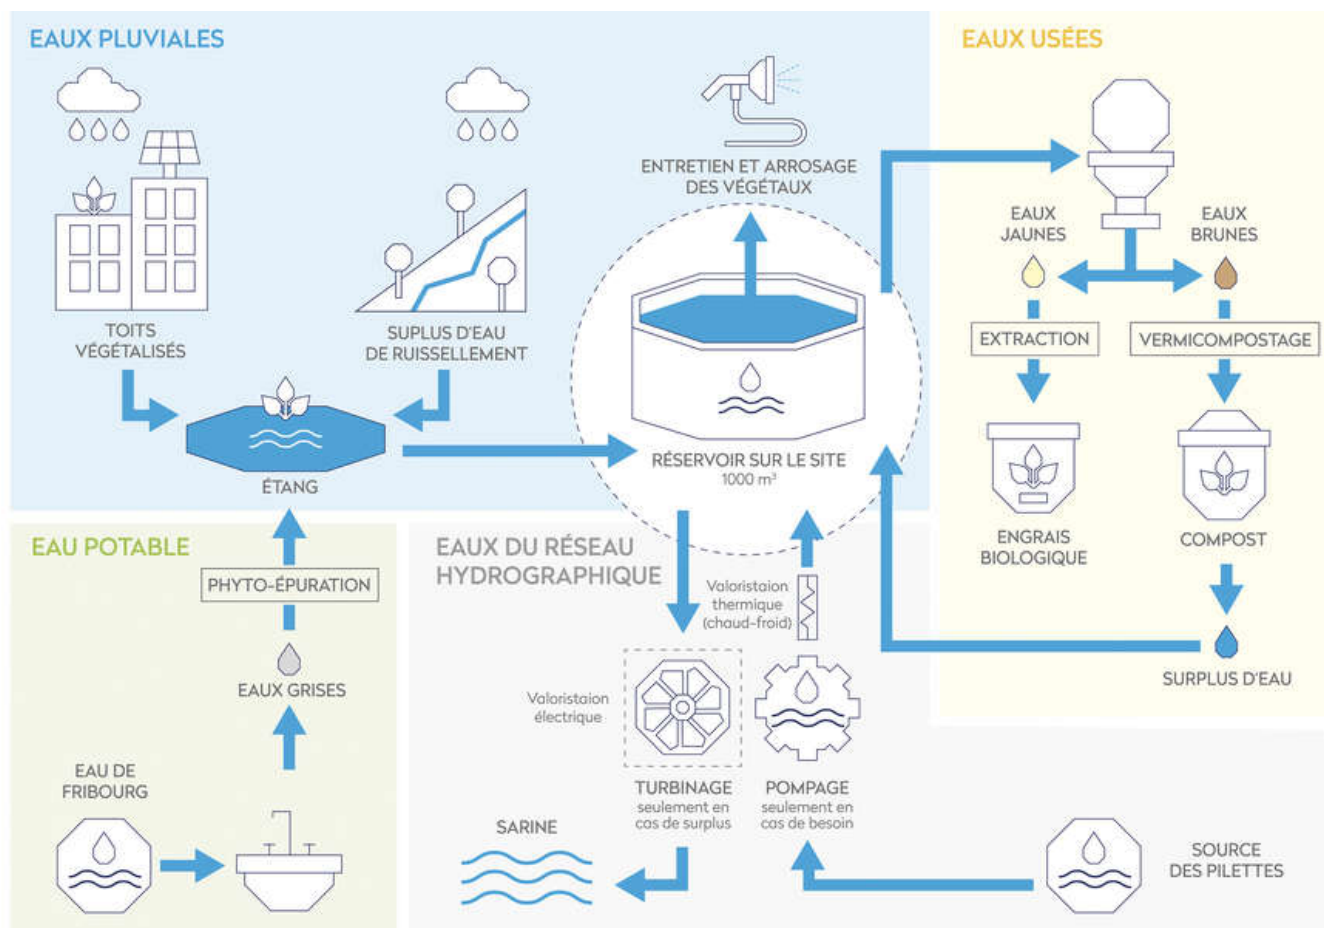 EAUX PLUVIALES
TOITS
VÉGÉTALISÉS
SUPLUS D'EAU
DE RUISSELLEMENT
ENTRETIEN ET ARROSAGE
DES VÉGÉTAUX
ÉTANG
RÉSERVOIR SUR LE SITE
1000 m³
EAUX USÉES
EAUX
JAUNES
EAUX
BRUNES
EXTRACTION
VERMICOMPOSTAGE
ENGRAIS
BIOLOGIQUE
COMPOST
SURPLUS D'EAU
EAU POTABLE
PHYTO-ÉPURATION
EAUX GRISES
EAU DE
FRIBOURG
EAUX DU RÉSEAU
HYDROGRAPHIQUE
Valoristaion
thermique
(chaud-froid)
Valoristaion
électrique
TURBINAGE
seulement en
cas de surplus
POMPAGE
seulement en
cas de besoin
SARINE
SOURCE
DES PILETTES